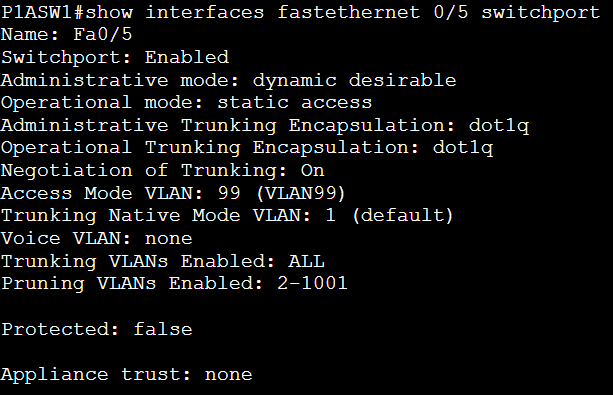 P1ASW1#show interfaces fastethernet 0/5 switchport
Name: Fa0/5
Switchport: Enabled
Administrative mode: dynamic desirable
Operational mode: static access
Administrative Trunking Encapsulation: dot1q
Operational Trunking Encapsulation: dot1q
Negotiation of Trunking: On
Access Mode VLAN: 99 (VLAN99)
Trunking Native Mode VLAN: 1 (default)
Voice VLAN: none
Trunking VLANs Enabled: ALL
Pruning VLANs Enabled: 2-1001
Protected: false
Appliance trust: none